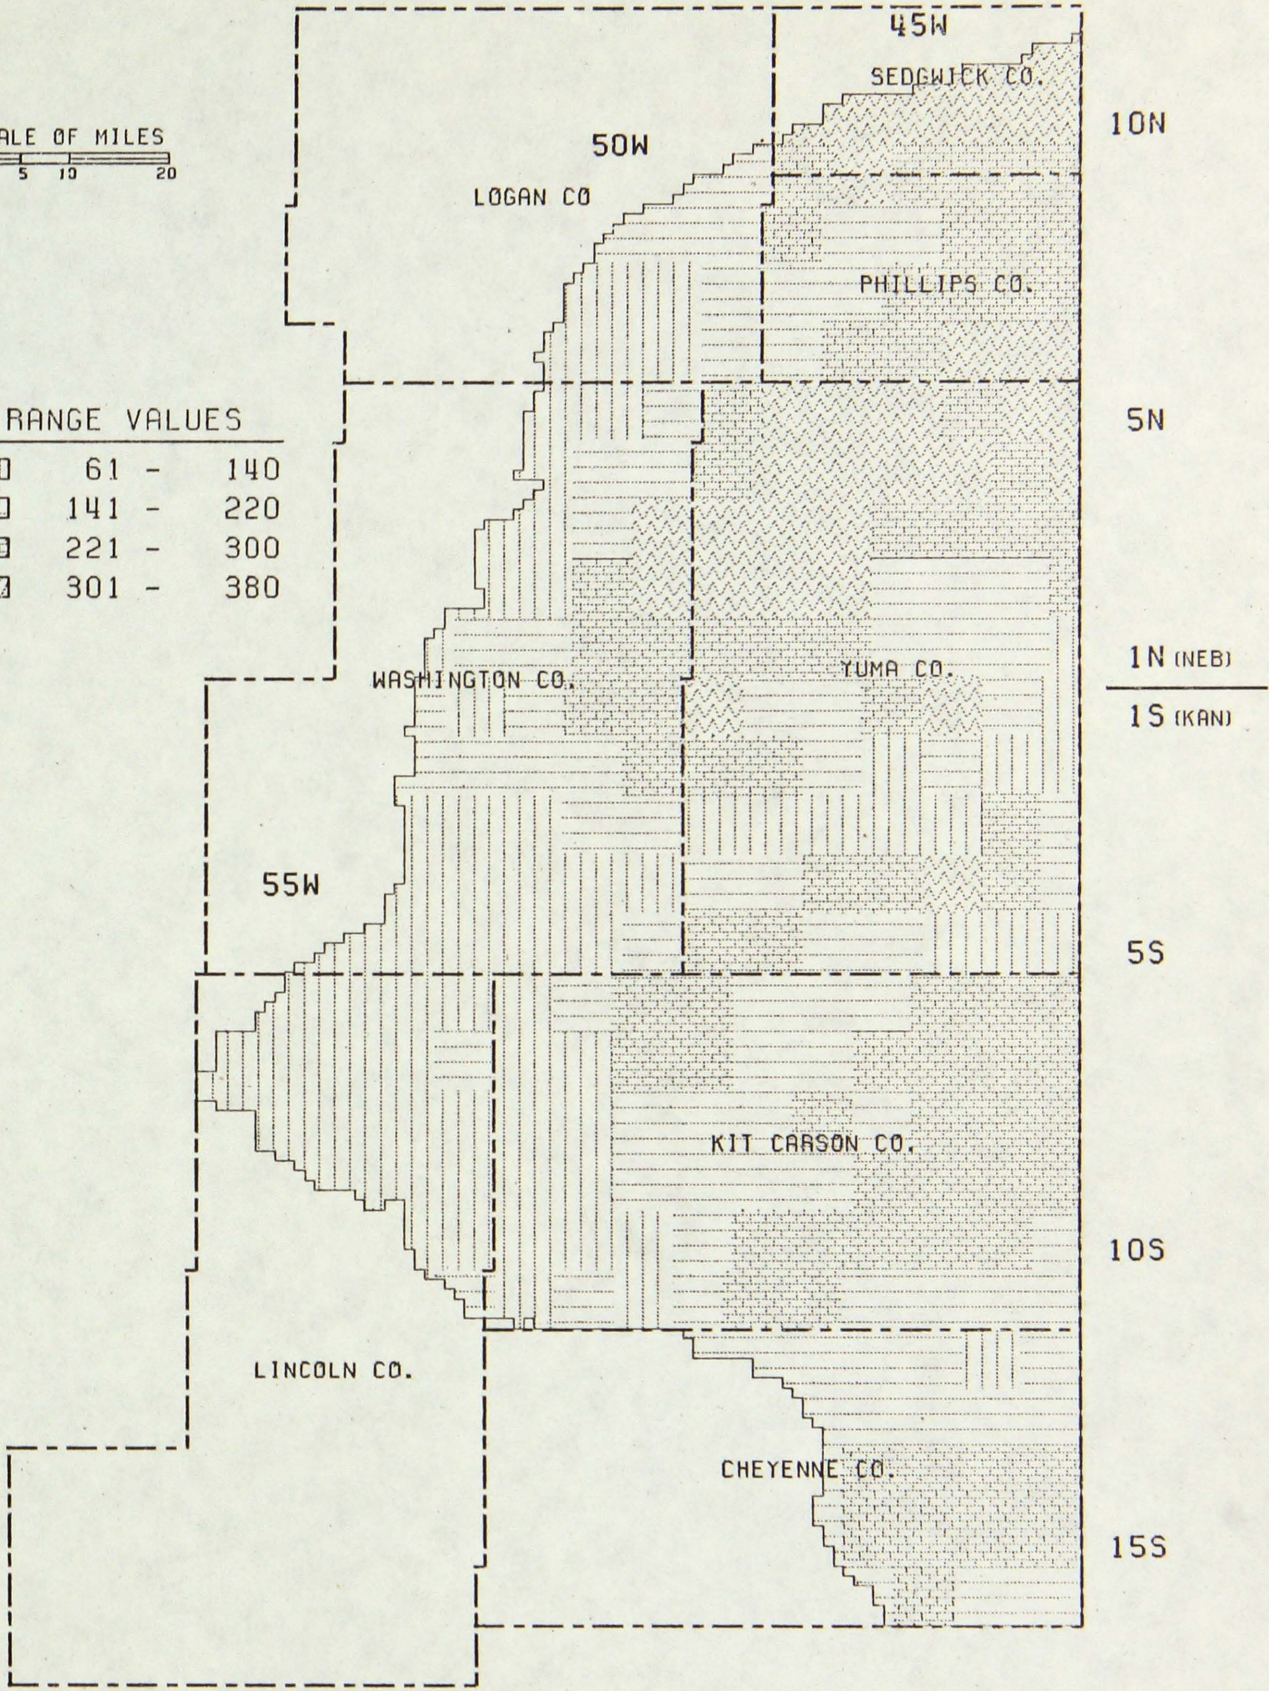 45W
SEDGWICK CO.
10N
ALE OF MILES
5 10 20
50W
LOGAN CO
PHILLIPS CO.
RANGE VALUES
61 - 140
141 - 220
221 - 300
301 - 380
5N
WASHINGTON CO.
YUMA CO.
1N (NEB)
1S (KAN)
55W
5S
KIT CARSON CO.
10S
LINCOLN CO.
CHEYENNE CO.
15S